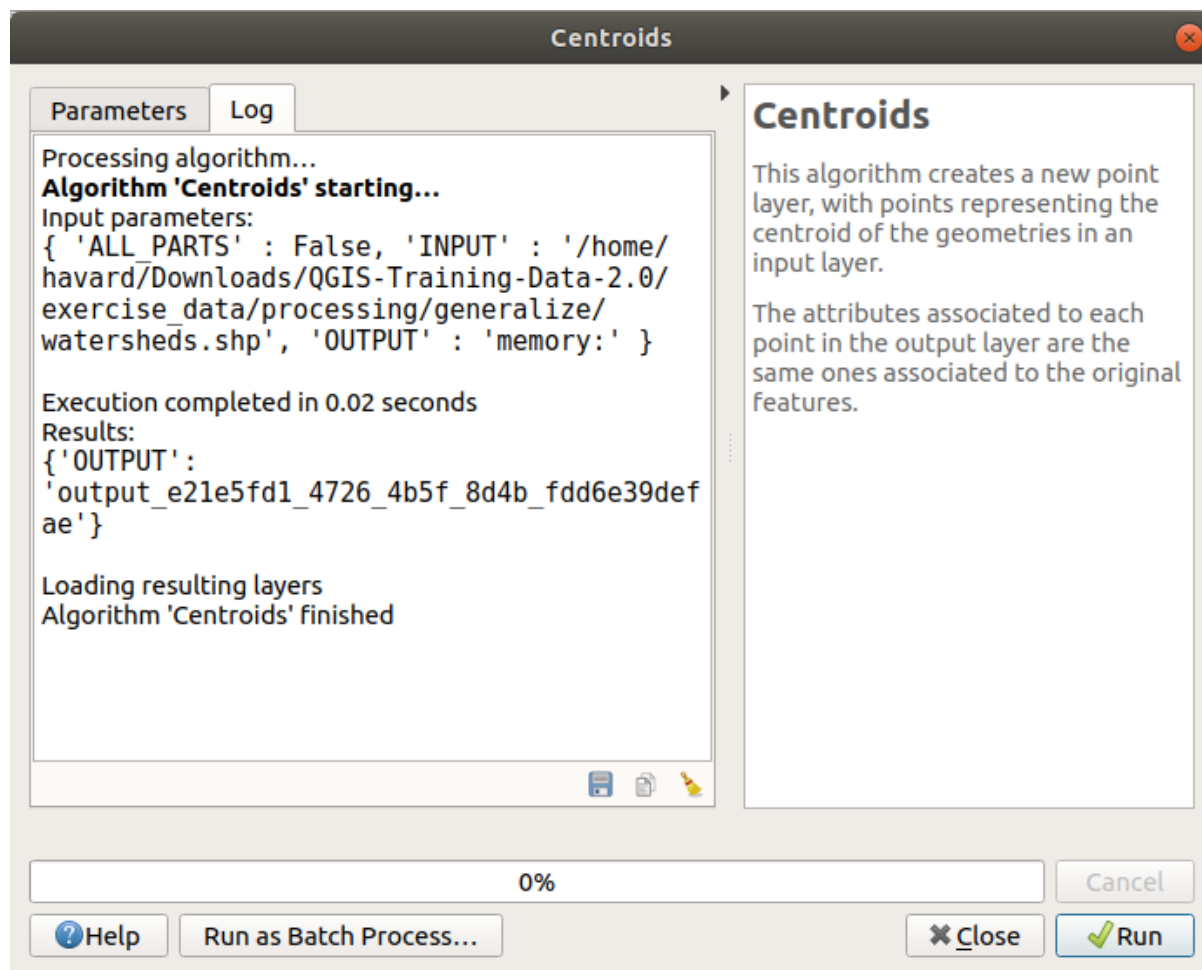 Centroids
Parameters
Log
Processing algorithm…
Algorithm 'Centroids' starting…
Input parameters:
{ 'ALL_PARTS' : False, 'INPUT' : '/home/
havard/Downloads/QGIS-Training-Data-2.0/
exercise_data/processing/generalize/
watersheds.shp', 'OUTPUT' : 'memory:' }
Execution completed in 0.02 seconds
Results:
{'OUTPUT':
'output_e21e5fd1_4726_4b5f_8d4b_fdd6e39def
ae'}
Loading resulting layers
Algorithm 'Centroids' finished
Centroids
This algorithm creates a new point
layer, with points representing the
centroid of the geometries in an
input layer.
The attributes associated to each
point in the output layer are the
same ones associated to the original
features.
0%
Cancel
Help
Run as Batch Process…
Close
Run